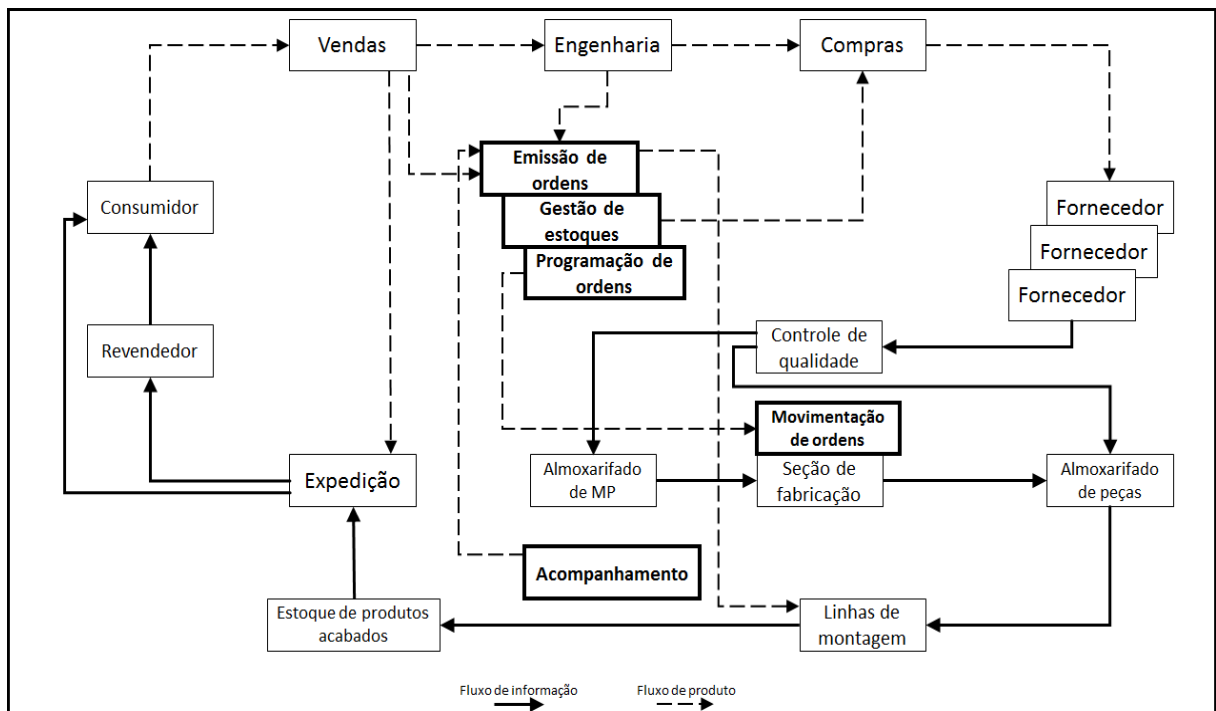 Vendas
Engenharia
Compras
Emissão de
ordens
Gestão de
estoques
Programação de
ordens
Consumidor
Fornecedor
Fornecedor
Fornecedor
Revendedor
Controle de
qualidade
Movimentação
de ordens
Expedição
Almoxarifado
de MP
Seção de
fabricação
Almoxarifado
de peças
Acompanhamento
Estoque de produtos
acabados
Linhas de
montagem
Fluxo de informação
Fluxo de produto